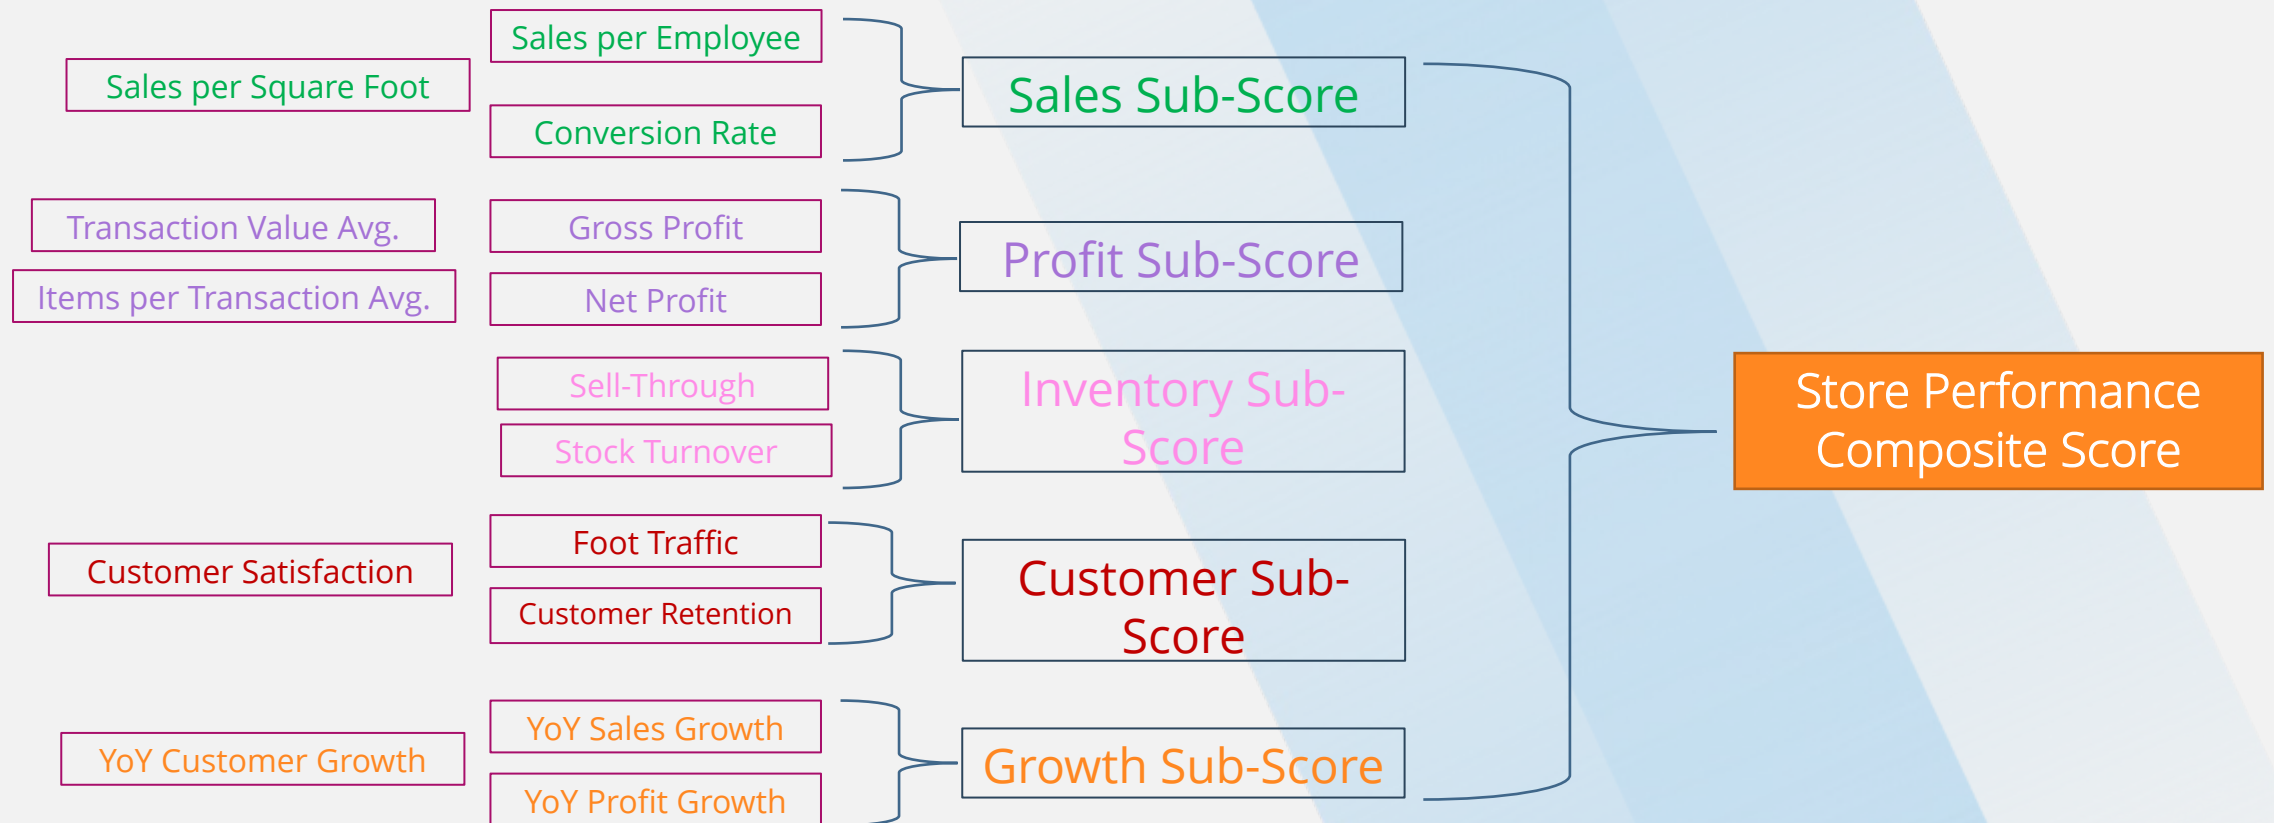 Sales per Employee
Sales per Square Foot
Conversion Rate
Sales Sub-Score
Transaction Value Avg.
Gross Profit
Items per Transaction Avg.
Net Profit
Profit Sub-Score
Sell-Through
Stock Turnover
Inventory Sub-
Score
Store Performance
Composite Score
Foot Traffic
Customer Satisfaction
Customer Retention
Customer Sub-
Score
YoY Sales Growth
YoY Customer Growth
YoY Profit Growth
Growth Sub-Score